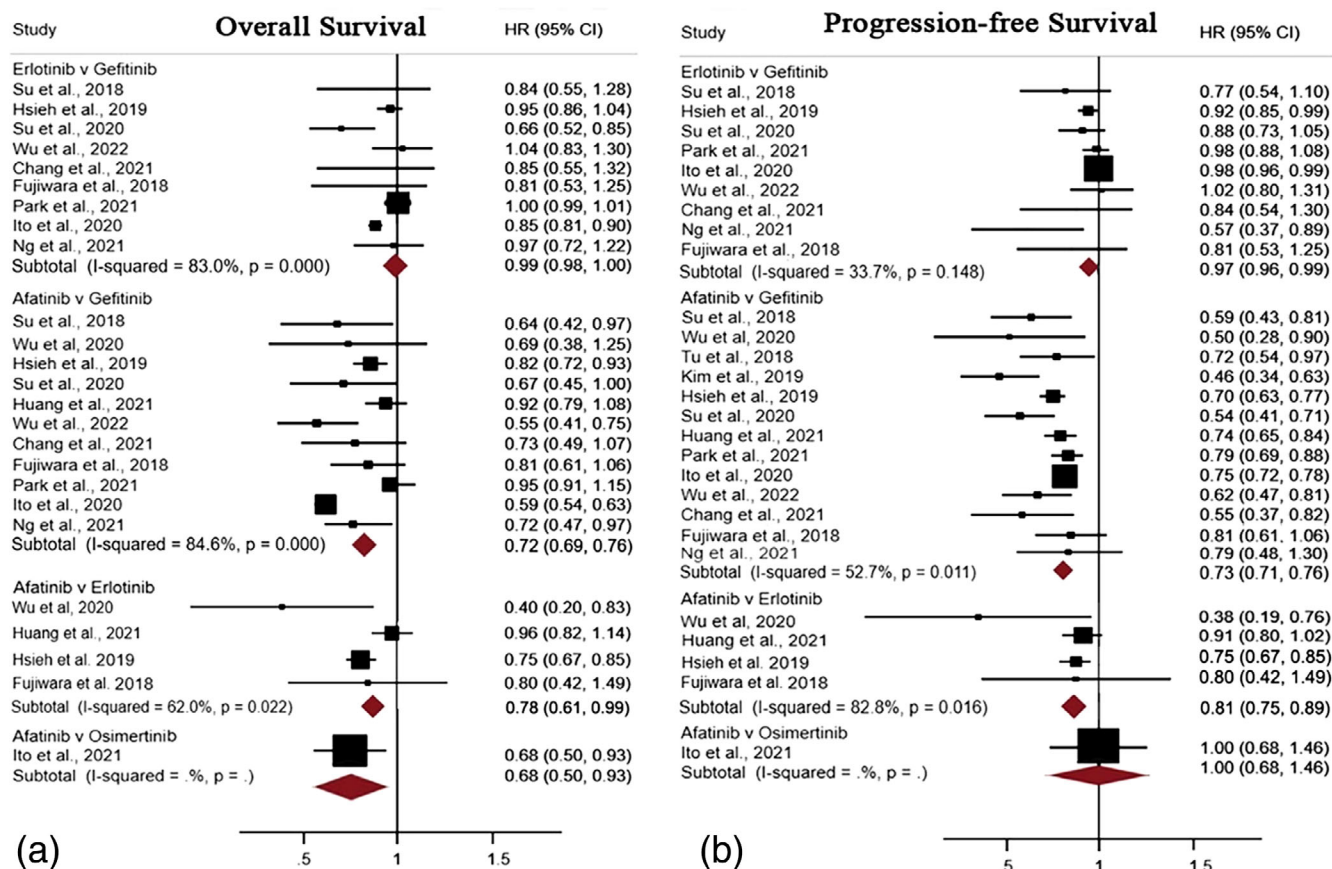 Study Overall Survival HR (95% CI)
Erlotinib v Gefitinib
Su et al., 2018 0.84 (0.55, 1.28)
Hsieh et al., 2019 0.95 (0.86, 1.04)
Su et al., 2020 0.66 (0.52, 0.85)
Wu et al., 2022 1.04 (0.83, 1.30)
Chang et al., 2021 0.85 (0.55, 1.32)
Fujiwara et al., 2018 0.81 (0.53, 1.25)
Park et al., 2021 1.00 (0.99, 1.01)
Ito et al., 2020 0.85 (0.81, 0.90)
Ng et al., 2021 0.97 (0.72, 1.22)
Subtotal (I-squared = 83.0%, p = 0.000) 0.99 (0.98, 1.00)
Afatinib v Gefitinib
Su et al., 2018 0.64 (0.42, 0.97)
Wu et al., 2020 0.69 (0.38, 1.25)
Hsieh et al., 2019 0.82 (0.72, 0.93)
Su et al., 2020 0.67 (0.45, 1.00)
Huang et al., 2021 0.92 (0.79, 1.08)
Wu et al., 2022 0.55 (0.41, 0.75)
Chang et al., 2021 0.73 (0.49, 1.07)
Fujiwara et al., 2018 0.81 (0.61, 1.06)
Park et al., 2021 0.95 (0.91, 1.15)
Ito et al., 2020 0.59 (0.54, 0.63)
Ng et al., 2021 0.72 (0.47, 0.97)
Subtotal (I-squared = 84.6%, p = 0.000) 0.72 (0.69, 0.76)
Afatinib v Erlotinib
Wu et al, 2020 0.40 (0.20, 0.83)
Huang et al., 2021 0.96 (0.82, 1.14)
Hsieh et al. 2019 0.75 (0.67, 0.85)
Fujiwara et al. 2018 0.80 (0.42, 1.49)
Subtotal (I-squared = 62.0%, p = 0.022) 0.78 (0.61, 0.99)
Afatinib v Osimertinib
Ito et al., 2021 0.68 (0.50, 0.93)
Subtotal (I-squared = .%, p = .) 0.68 (0.50, 0.93)
(a)
.5 1 1.5
Study Progression-free Survival HR (95% CI)
Erlotinib v Gefitinib
Su et al., 2018 0.77 (0.54, 1.10)
Hsieh et al., 2019 0.92 (0.85, 0.99)
Su et al., 2020 0.88 (0.73, 1.05)
Park et al., 2021 0.98 (0.88, 1.08)
Ito et al., 2020 0.98 (0.96, 0.99)
Wu et al., 2022 1.02 (0.80, 1.31)
Chang et al., 2021 0.84 (0.54, 1.30)
Ng et al., 2021 0.57 (0.37, 0.89)
Fujiwara et al., 2018 0.81 (0.53, 1.25)
Subtotal (I-squared = 33.7%, p = 0.148) 0.97 (0.96, 0.99)
Afatinib v Gefitinib
Su et al., 2018 0.59 (0.43, 0.81)
Wu et al., 2020 0.50 (0.28, 0.90)
Tu et al., 2018 0.72 (0.54, 0.97)
Kim et al., 2019 0.46 (0.34, 0.63)
Hsieh et al., 2019 0.70 (0.63, 0.77)
Su et al., 2020 0.54 (0.41, 0.71)
Huang et al., 2021 0.74 (0.65, 0.84)
Park et al., 2021 0.79 (0.69, 0.88)
Ito et al., 2020 0.75 (0.72, 0.78)
Wu et al., 2022 0.62 (0.47, 0.81)
Chang et al., 2021 0.55 (0.37, 0.82)
Fujiwara et al., 2018 0.81 (0.61, 1.06)
Ng et al., 2021 0.79 (0.48, 1.30)
Subtotal (I-squared = 52.7%, p = 0.011) 0.73 (0.71, 0.76)
Afatinib v Erlotinib
Wu et al, 2020 0.38 (0.19, 0.76)
Huang et al., 2021 0.91 (0.80, 1.02)
Hsieh et al. 2019 0.75 (0.67, 0.85)
Fujiwara et al. 2018 0.80 (0.42, 1.49)
Subtotal (I-squared = 82.8%, p = 0.016) 0.81 (0.75, 0.89)
Afatinib v Osimertinib
Ito et al., 2021 1.00 (0.68, 1.46)
Subtotal (I-squared = .%, p = .) 1.00 (0.68, 1.46)
(b)
.5 1 1.5